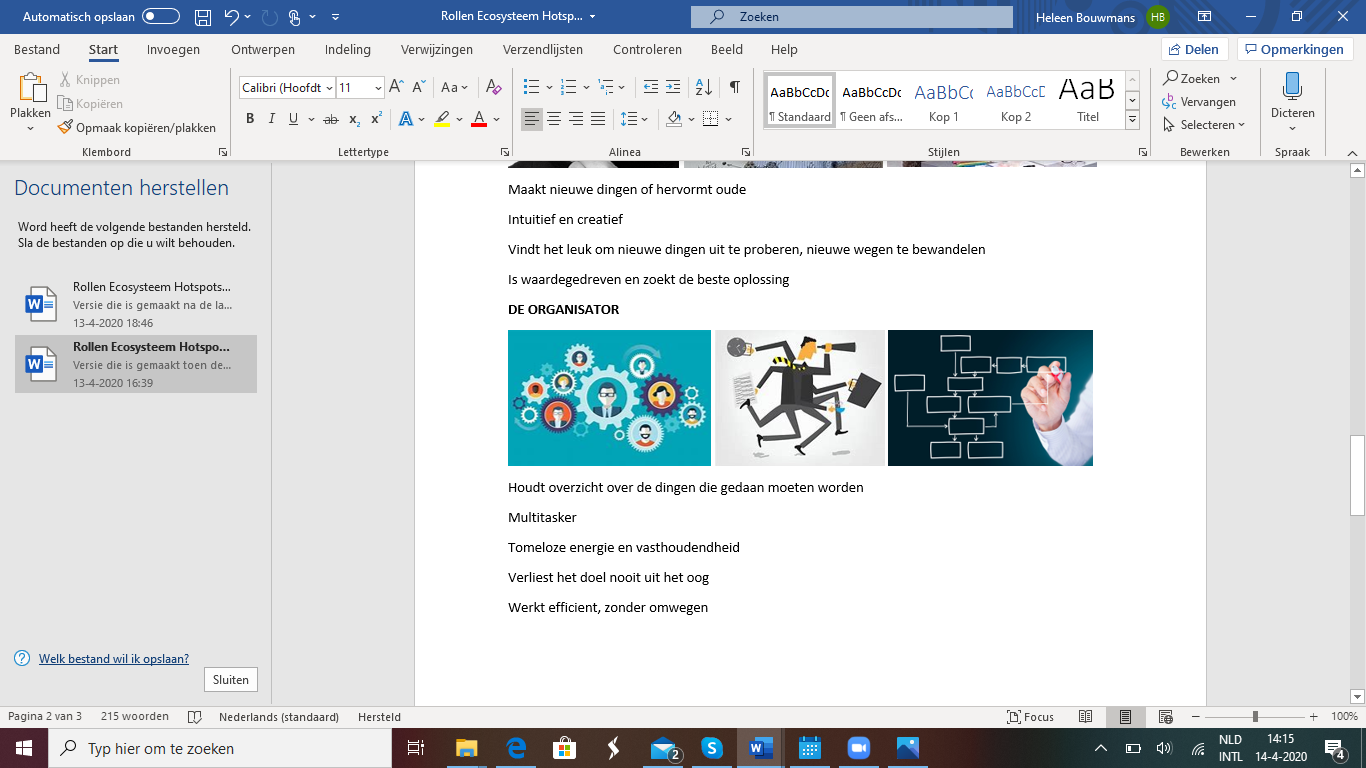 Automatisch opslaan
Rollen Ecosysteem Hotsp...
Zoeken
Heleen Bouwmans
HB
Bestand Start Invoegen Ontwerpen Indeling Verwijzingen Verzendlijsten Controleren Beeld Help
Delen
Opmerkingen
Plakken
Knippen
Kopiëren
Opmaak kopiëren/plakken
Klembord
Calibri (Hoofdt
11
Lettertype
Alinea
AaBbCcDc AaBbCcDc AaBbCc AaBbCcD AaB
¶ Standaard ¶ Geen afs... Kop 1 Kop 2 Titel
Stijlen
Zoeken
Vervangen
Selecteren
Bewerken
Dicteren
Spraak
Documenten herstellen
Word heeft de volgende bestanden hersteld.
Sla de bestanden op die u wilt behouden.
Rollen Ecosysteem Hotspots...
Versie die is gemaakt na de la...
13-4-2020 18:46
Rollen Ecosysteem Hotspo...
Versie die is gemaakt toen de...
13-4-2020 16:39
Welk bestand wil ik opslaan?
Sluiten
Maakt nieuwe dingen of hervormt oude
Intuitief en creatief
Vindt het leuk om nieuwe dingen uit te proberen, nieuwe wegen te bewandelen
Is waardegedreven en zoekt de beste oplossing
DE ORGANISATOR
Houdt overzicht over de dingen die gedaan moeten worden
Multitasker
Tomeloze energie en vasthoudendheid
Verliest het doel nooit uit het oog
Werkt efficient, zonder omwegen
Pagina 2 van 3
215 woorden
Nederlands (standaard)
Hersteld
Focus
100%
Typ hier om te zoeken
2
NLD
INTL
14:15
14-4-2020
4